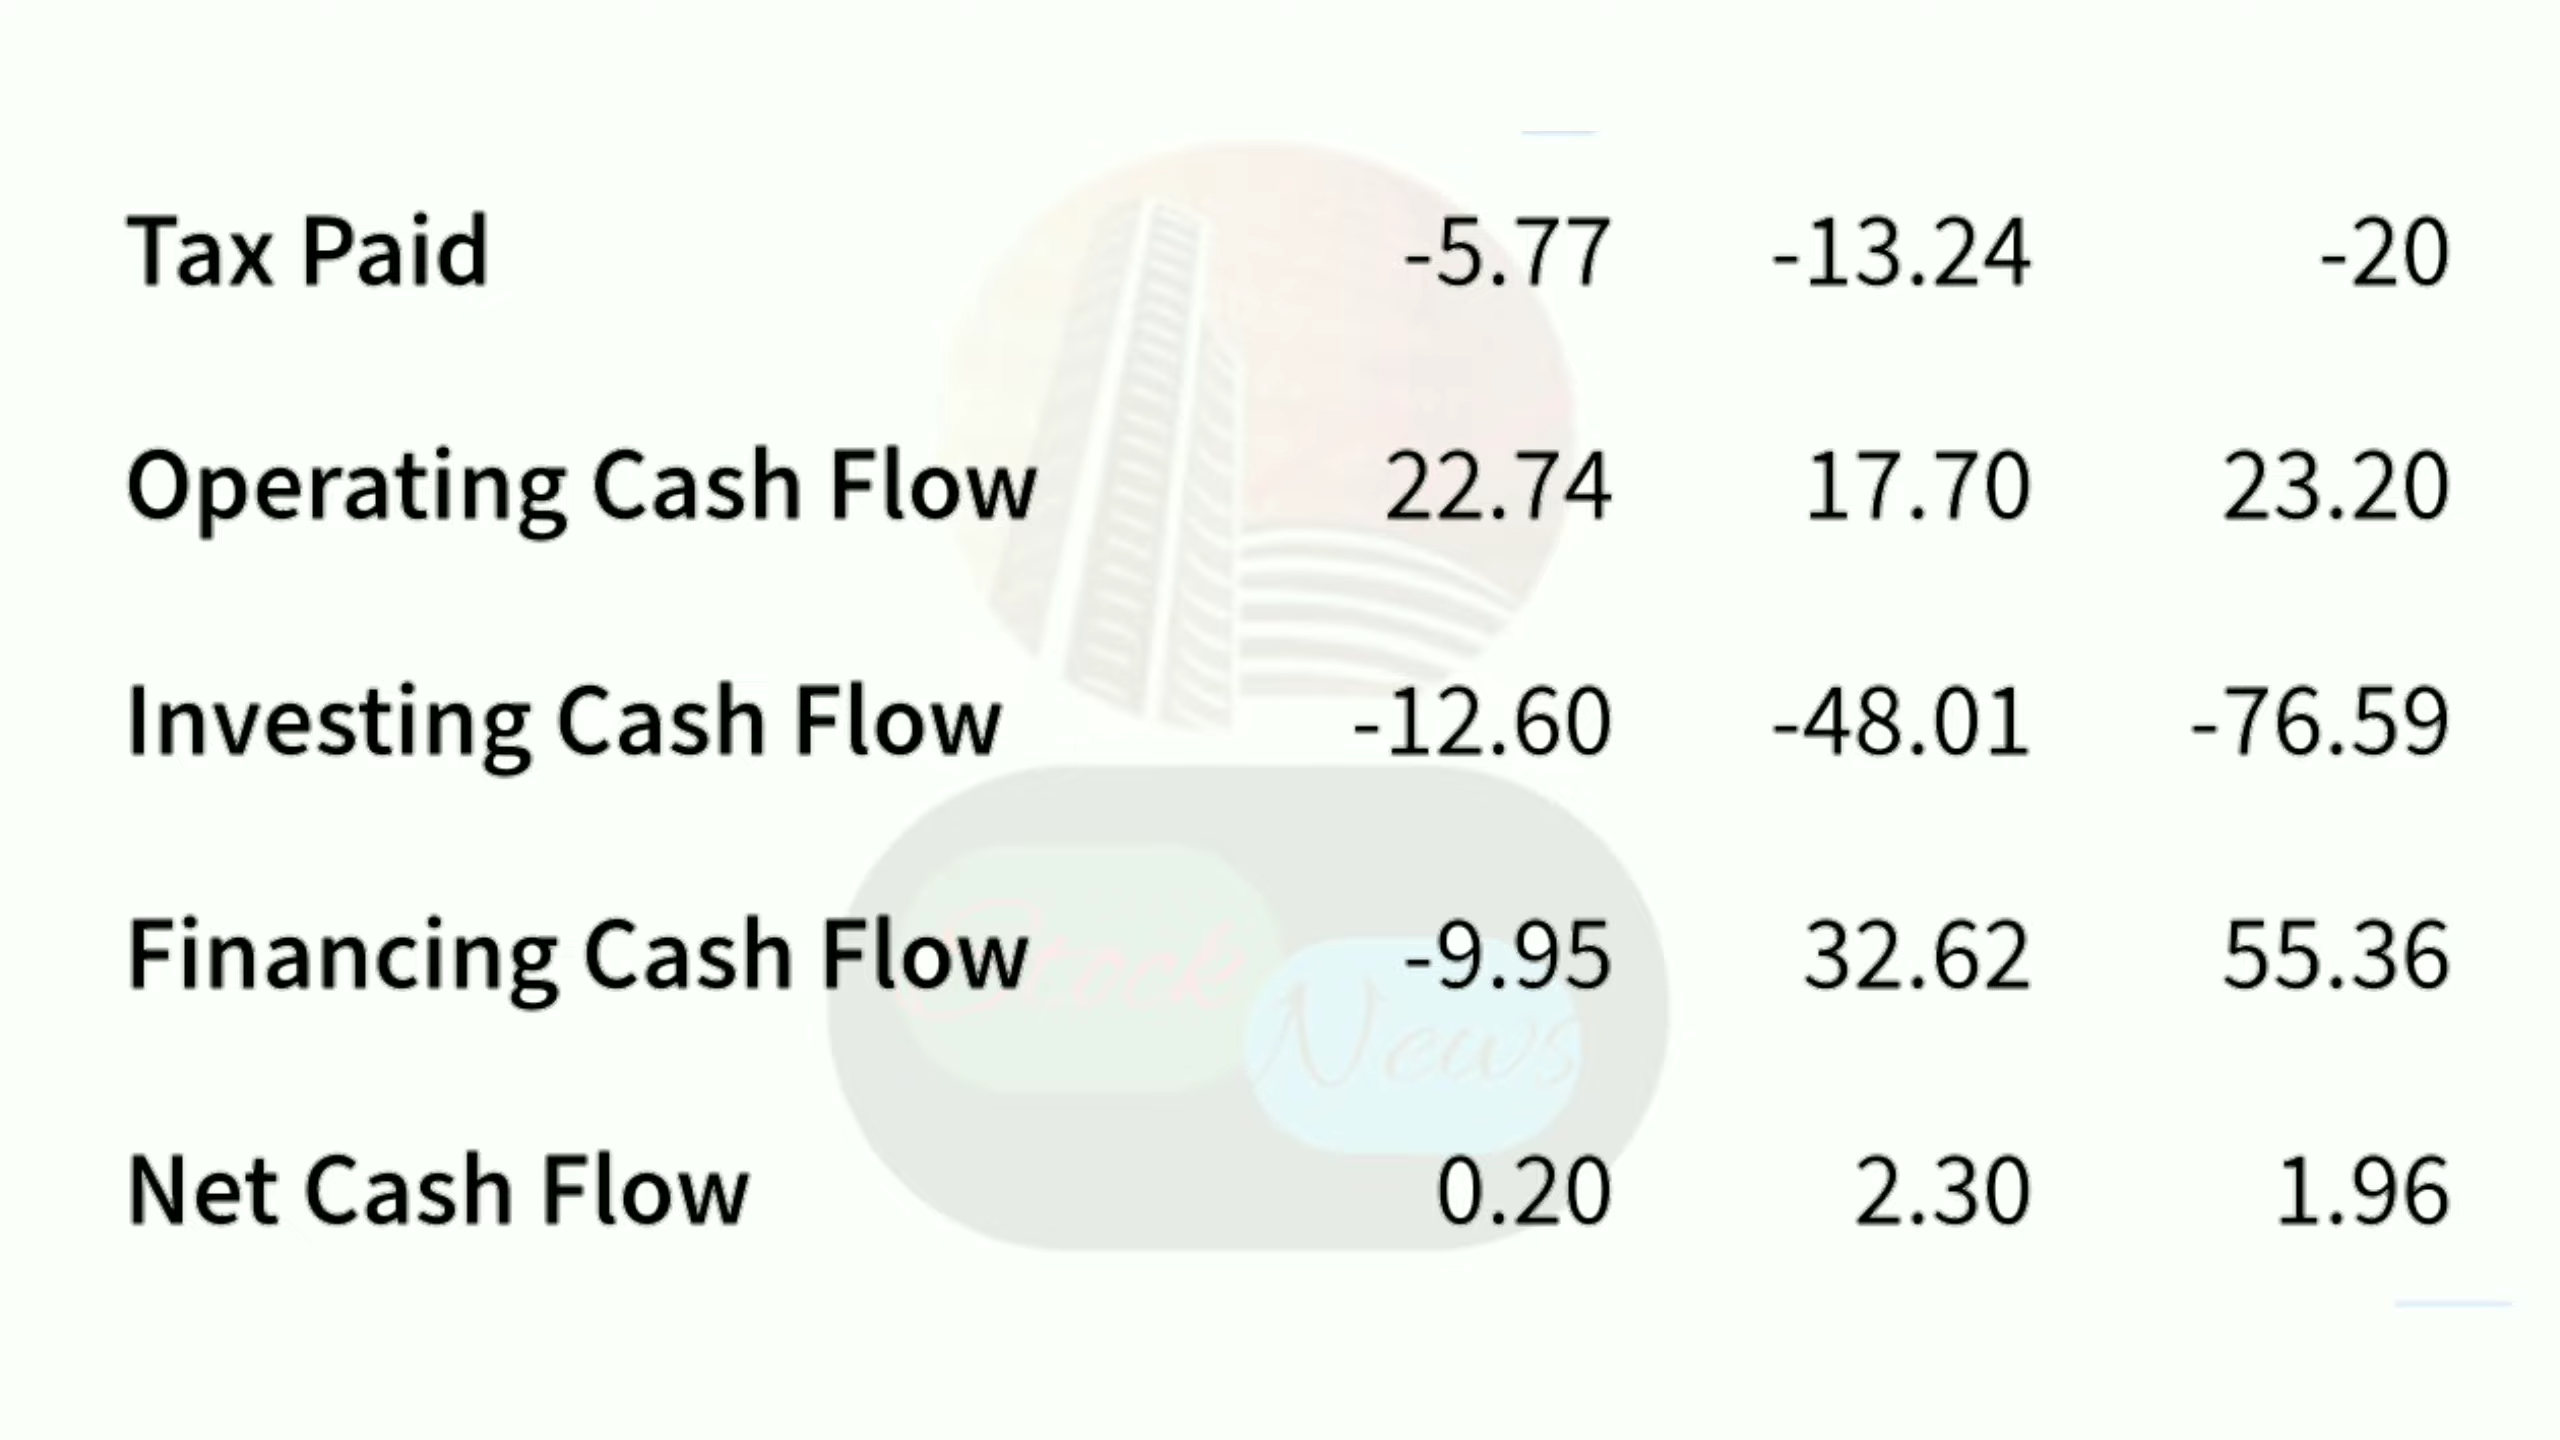 Tax Paid -5.77 -13.24 -20
Operating Cash Flow 22.74 17.70 23.20
Investing Cash Flow -12.60 -48.01 -76.59
Financing Cash Flow -9.95 32.62 55.36
Stock
News
Net Cash Flow 0.20 2.30 1.96